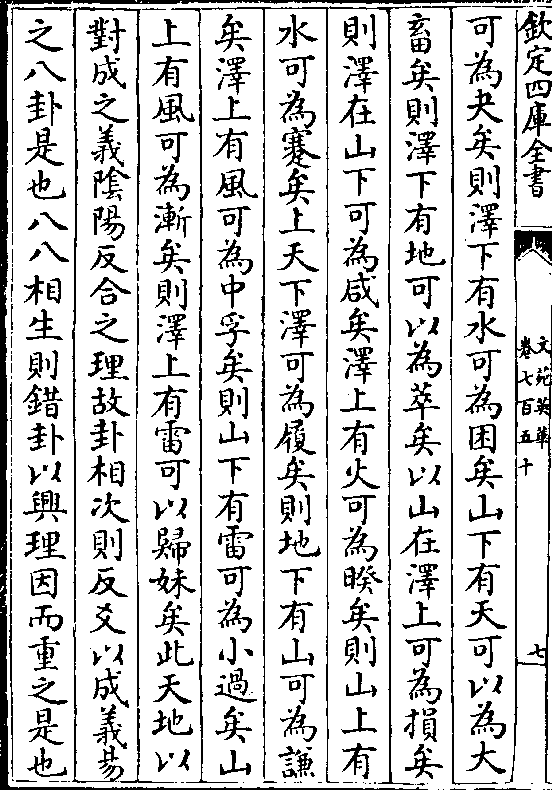 欽定四庫全書
文苑英華
卷七百五十
七
可為夬矣則澤下有水可為困矣山下有天可以為大
畜矣則澤下有地可以為萃矣以山在澤上可為損矣
則澤在山下可為咸矣澤上有火可為暌矣則山上有
水可為蹇矣上天下澤可為履矣則地下有山可為謙
矣澤上有風可為中孚矣則山下有雷可為小過矣山
上有風可為漸矣則澤上有雷可以歸妹矣此天地以
對成之義隂陽反合之理故卦相次則反爻以成義昜
之八卦是也八八相生則錯卦以興理因而重之是也